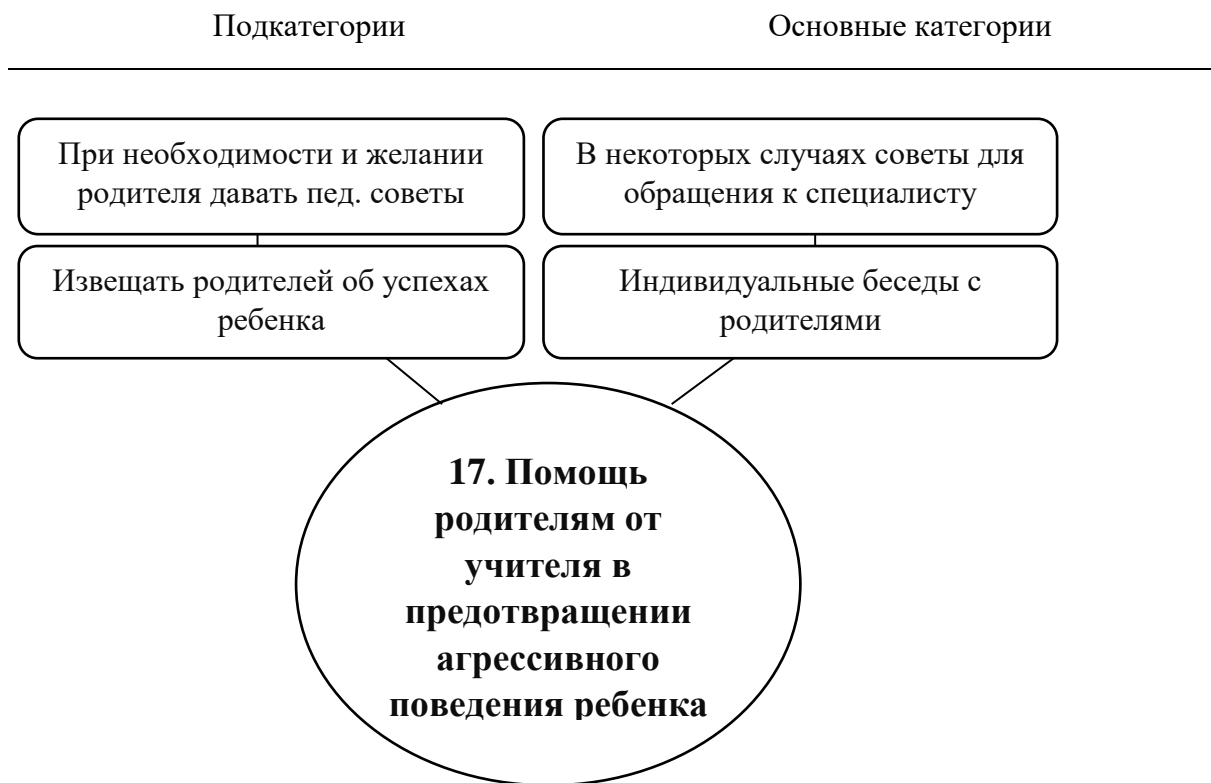 Подкатегории
Основные категории
При необходимости и желании
родителя давать пед. советы
В некоторых случаях советы для
обращения к специалисту
Извещать родителей об успехах
ребенка
Индивидуальные беседы с
родителями
17. Помощь
родителям от
учителя в
предотвращении
агрессивного
поведения ребенка